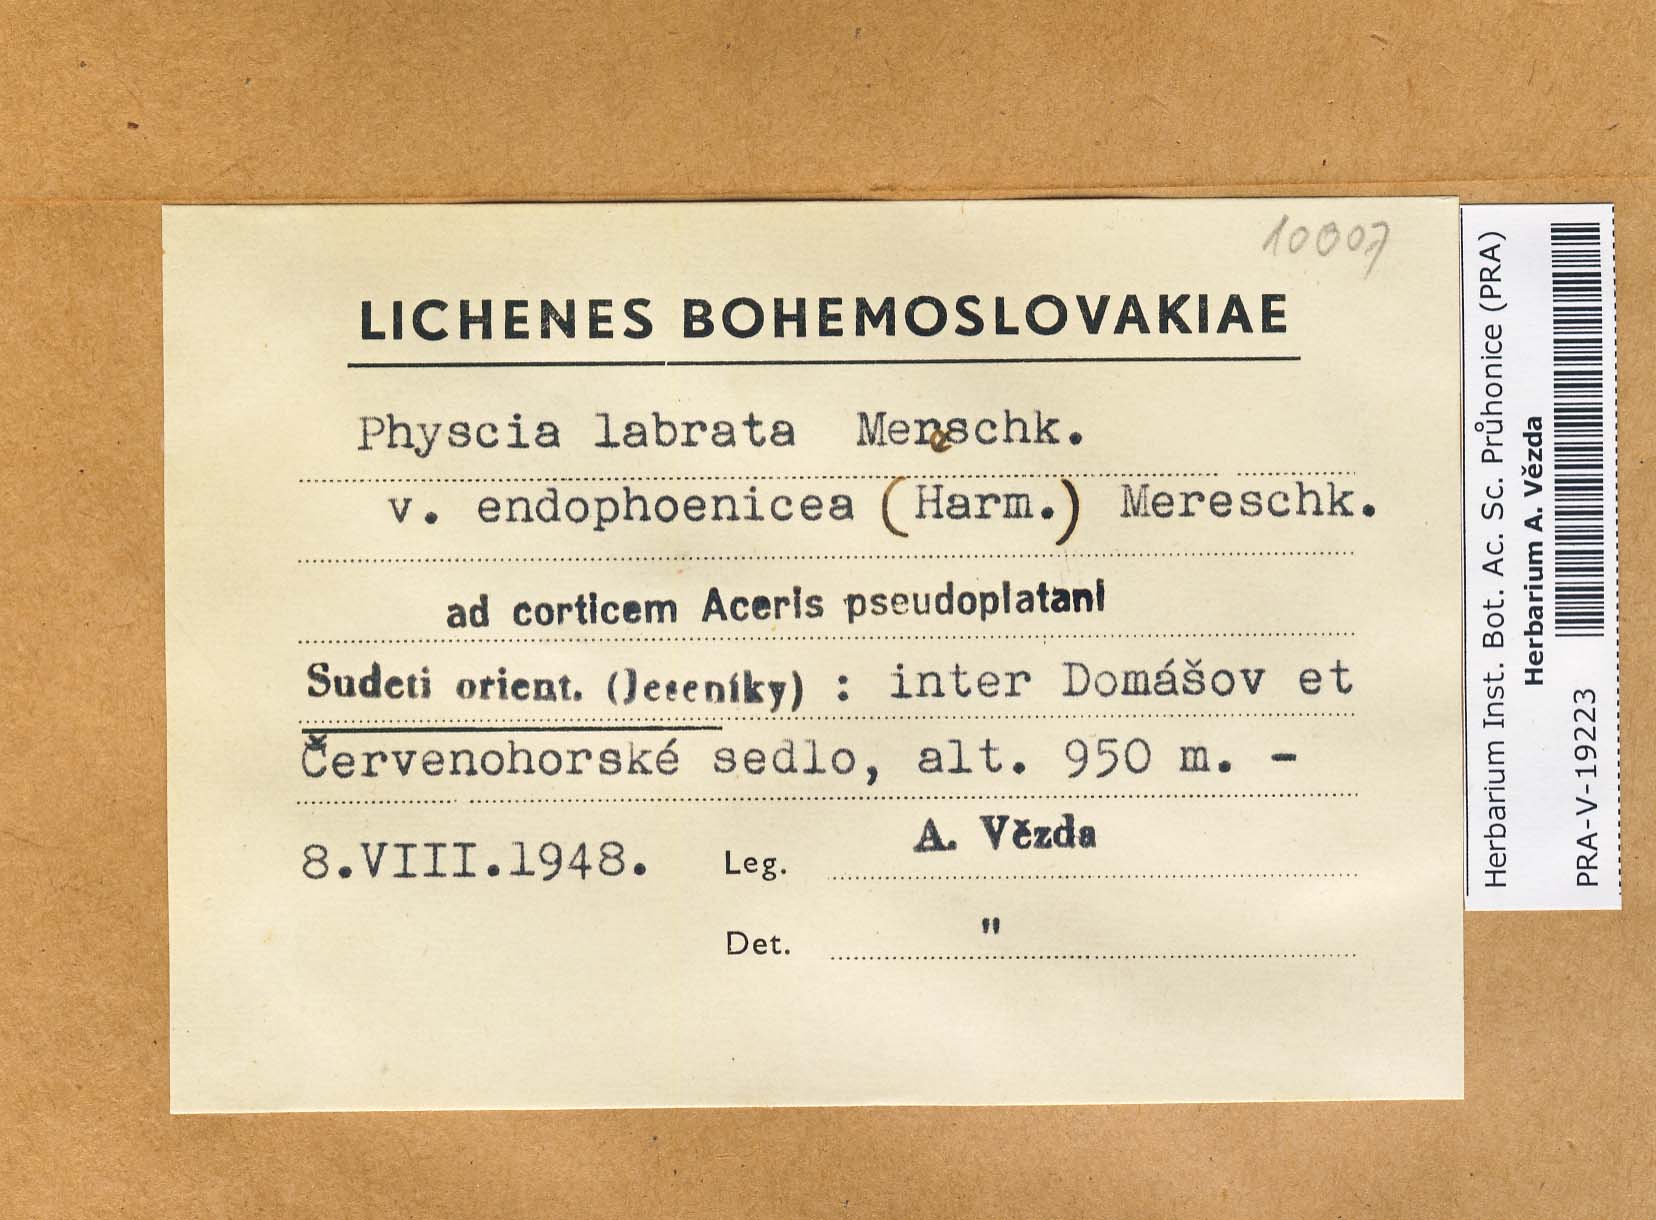 10007
LICHENES BOHEMOSLOVAKIAE
Physcia labrata Mereschk.
v. endophoenicea (Harm.) Mereschk.
ad corticem Aceris pseudoplatani
Sudeti orient. (Jeseníky) : inter Domášov et
Červenohorské sedlo, alt. 950 m. -
8.VIII.1948. Leg. A. Vězda
Det. "
Herbarium Inst. Bot. Ac. Sc. Průhonice (PRA)
Herbarium A. Vězda
PRA-V-19223